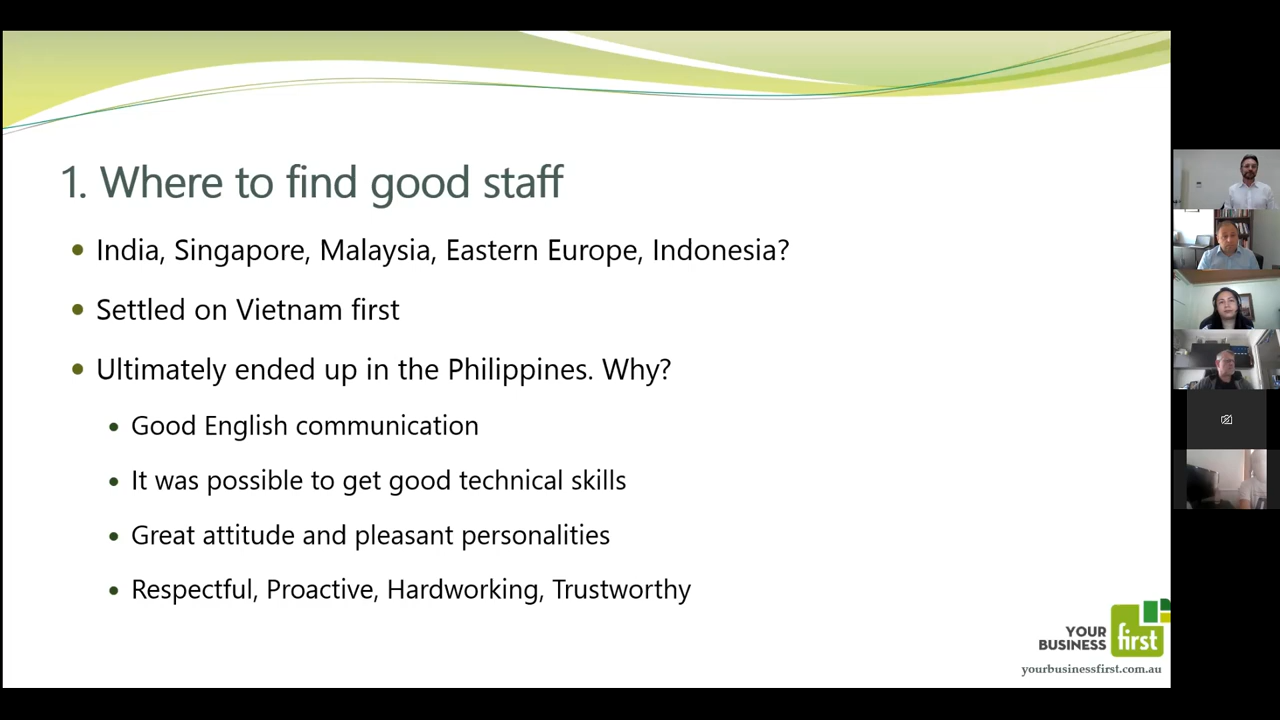 1. Where to find good staff
• India, Singapore, Malaysia, Eastern Europe, Indonesia?
• Settled on Vietnam first
• Ultimately ended up in the Philippines. Why?
• Good English communication
• It was possible to get good technical skills
• Great attitude and pleasant personalities
• Respectful, Proactive, Hardworking, Trustworthy
YOUR
BUSINESS first
yourbusinessfirst.com.au